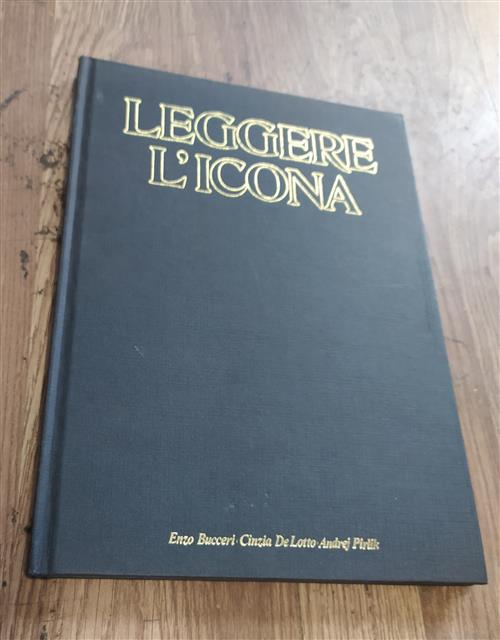 LEGGERE
L'ICONA
Enzo Bucceri · Cinzia De Lotto · Andrej Pirlik